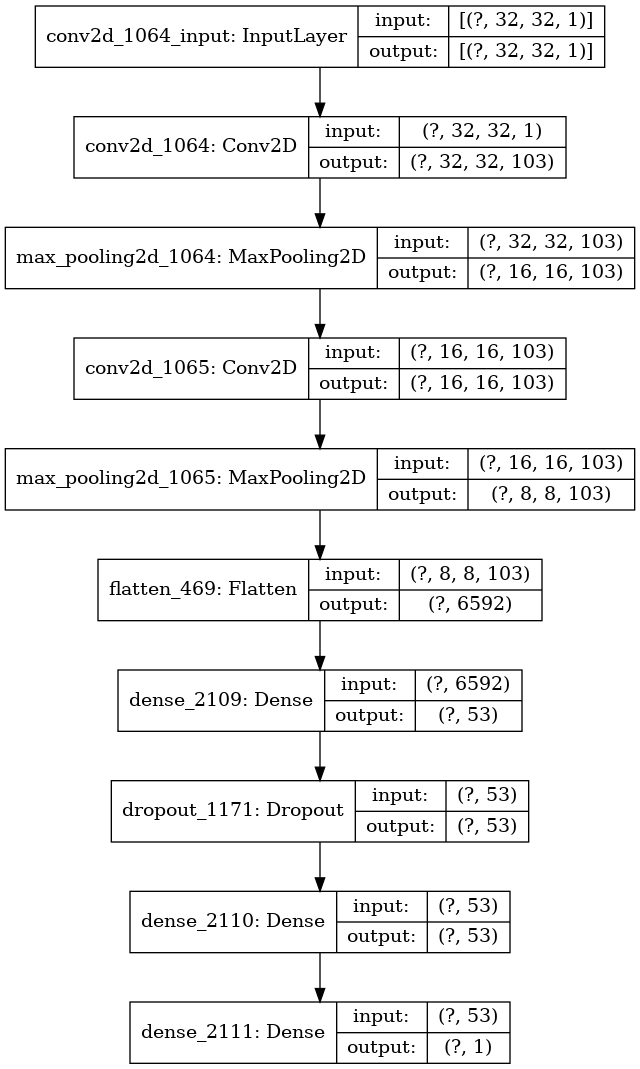 conv2d_1064_input: InputLayer
input: [(?, 32, 32, 1)]
output: [(?, 32, 32, 1)]
conv2d_1064: Conv2D
input: (?, 32, 32, 1)
output: (?, 32, 32, 103)
max_pooling2d_1064: MaxPooling2D
input: (?, 32, 32, 103)
output: (?, 16, 16, 103)
conv2d_1065: Conv2D
input: (?, 16, 16, 103)
output: (?, 16, 16, 103)
max_pooling2d_1065: MaxPooling2D
input: (?, 16, 16, 103)
output: (?, 8, 8, 103)
flatten_469: Flatten
input: (?, 8, 8, 103)
output: (?, 6592)
dense_2109: Dense
input: (?, 6592)
output: (?, 53)
dropout_1171: Dropout
input: (?, 53)
output: (?, 53)
dense_2110: Dense
input: (?, 53)
output: (?, 53)
dense_2111: Dense
input: (?, 53)
output: (?, 1)